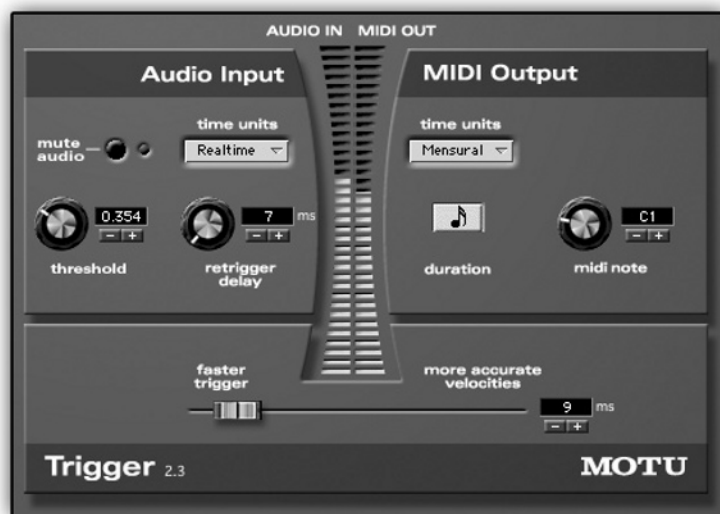 AUDIO IN MIDI OUT
Audio Input
MIDI Output
time units
mute audio
Realtime
time units
Mensural
0.354
- +
threshold
7 ms
- +
retrigger delay
duration
C1
- +
midi note
faster trigger
more accurate velocities
9 ms
- +
Trigger 2.3
MOTU